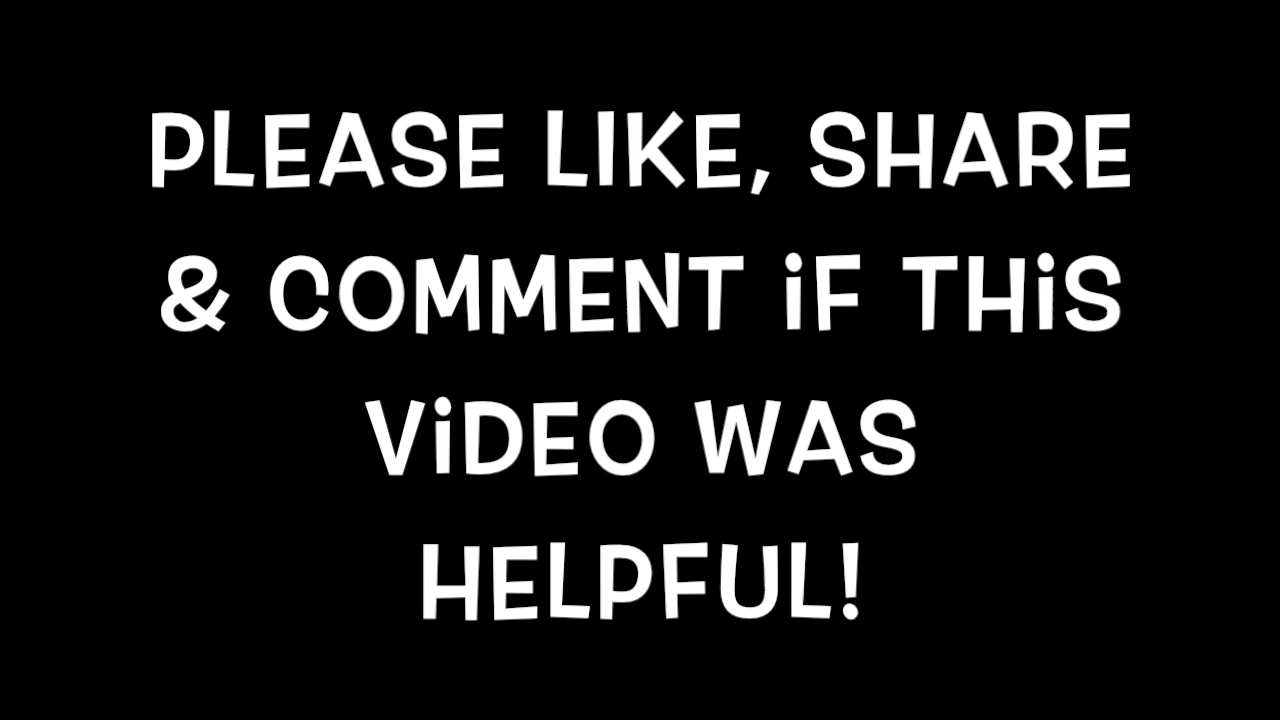 PLEASE LIKE, SHARE
& COMMENT iF THiS
ViDEO WAS
HELPFUL!